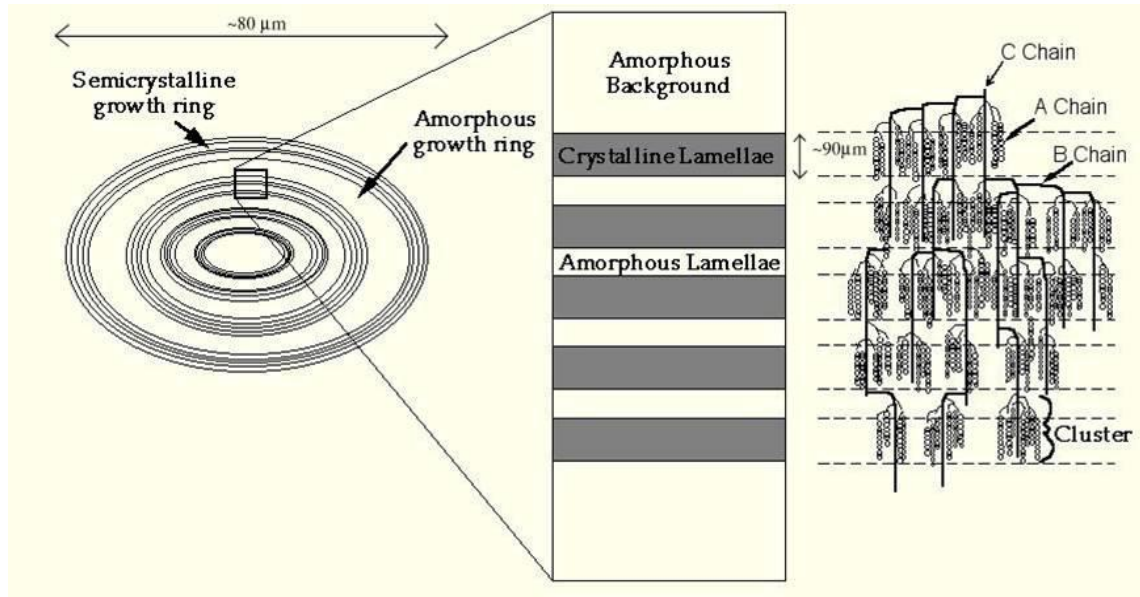 ~80 µm
Semicrystalline
growth ring
Amorphous
growth ring
Amorphous
Background
Crystalline Lamellae
~90µm
Amorphous Lamellae
C Chain
A Chain
B Chain
Cluster